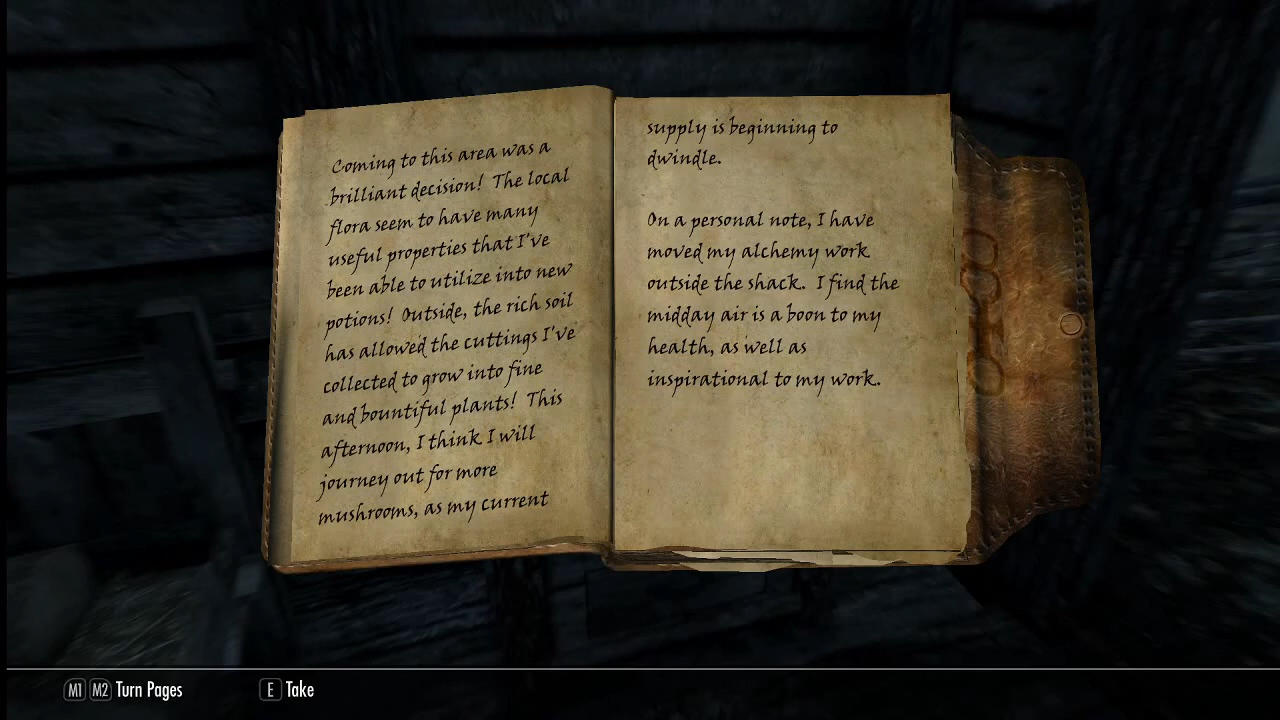 Coming to this area was a
brilliant decision! The local
flora seem to have many
useful properties that I've
been able to utilize into new
potions! Outside, the rich soil
has allowed the cuttings I've
collected to grow into fine
and bountiful plants! This
afternoon, I think I will
journey out for more
mushrooms, as my current
supply is beginning to
dwindle.
On a personal note, I have
moved my alchemy work
outside the shack. I find the
midday air is a boon to my
health, as well as
inspirational to my work.
M1 M2 Turn Pages
E Take